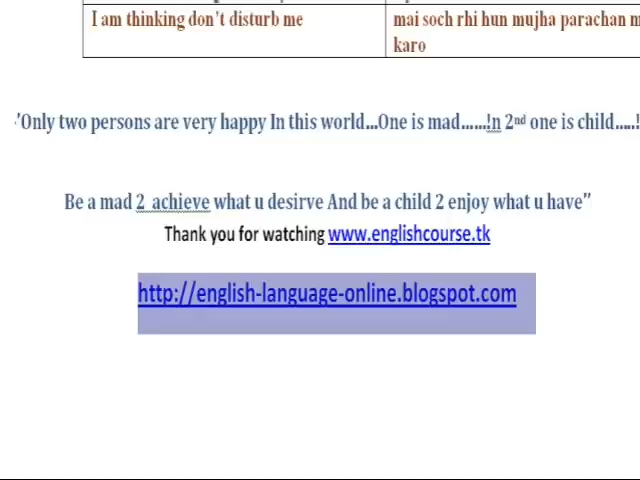 I am thinking don't disturb me
mai soch rhi hun mujha parachan m
karo
"Only two persons are very happy In this world...One is mad......!n 2nd one is child.....!
Be a mad 2 achieve what u desirve And be a child 2 enjoy what u have"
Thank you for watching www.englishcourse.tk
http://english-language-online.blogspot.com